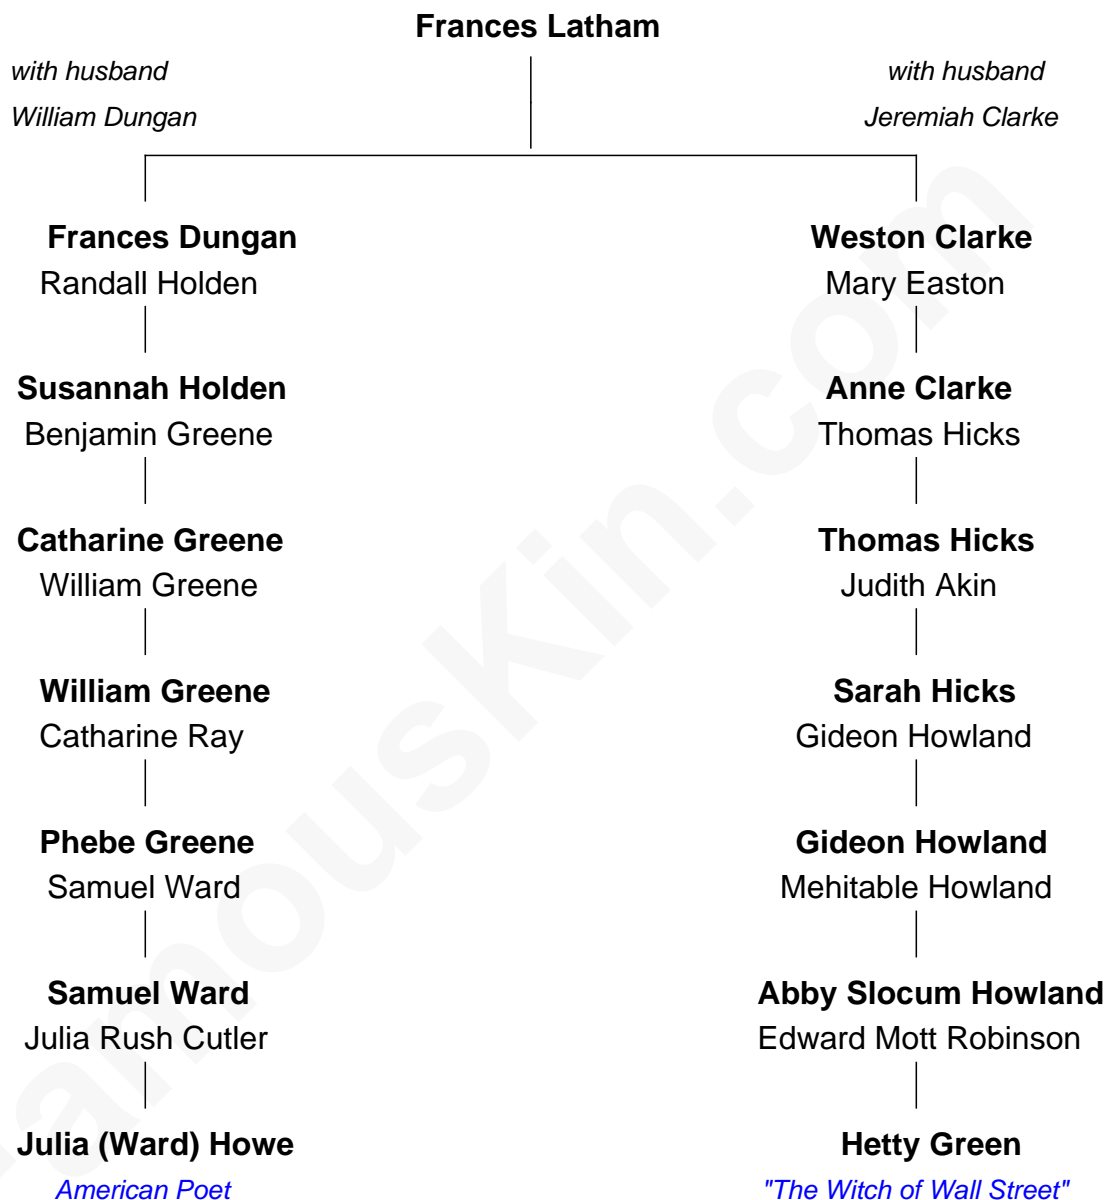 Frances Latham
with husband
William Dungan
with husband
Jeremiah Clarke
Frances Dungan
Randall Holden
Weston Clarke
Mary Easton
Susannah Holden
Benjamin Greene
Anne Clarke
Thomas Hicks
Catharine Greene
William Greene
Thomas Hicks
Judith Akin
William Greene
Catharine Ray
Sarah Hicks
Gideon Howland
Phebe Greene
Samuel Ward
Gideon Howland
Mehitable Howland
Samuel Ward
Julia Rush Cutler
Abby Slocum Howland
Edward Mott Robinson
Julia (Ward) Howe
American Poet
Hetty Green
"The Witch of Wall Street"
amousKin.com